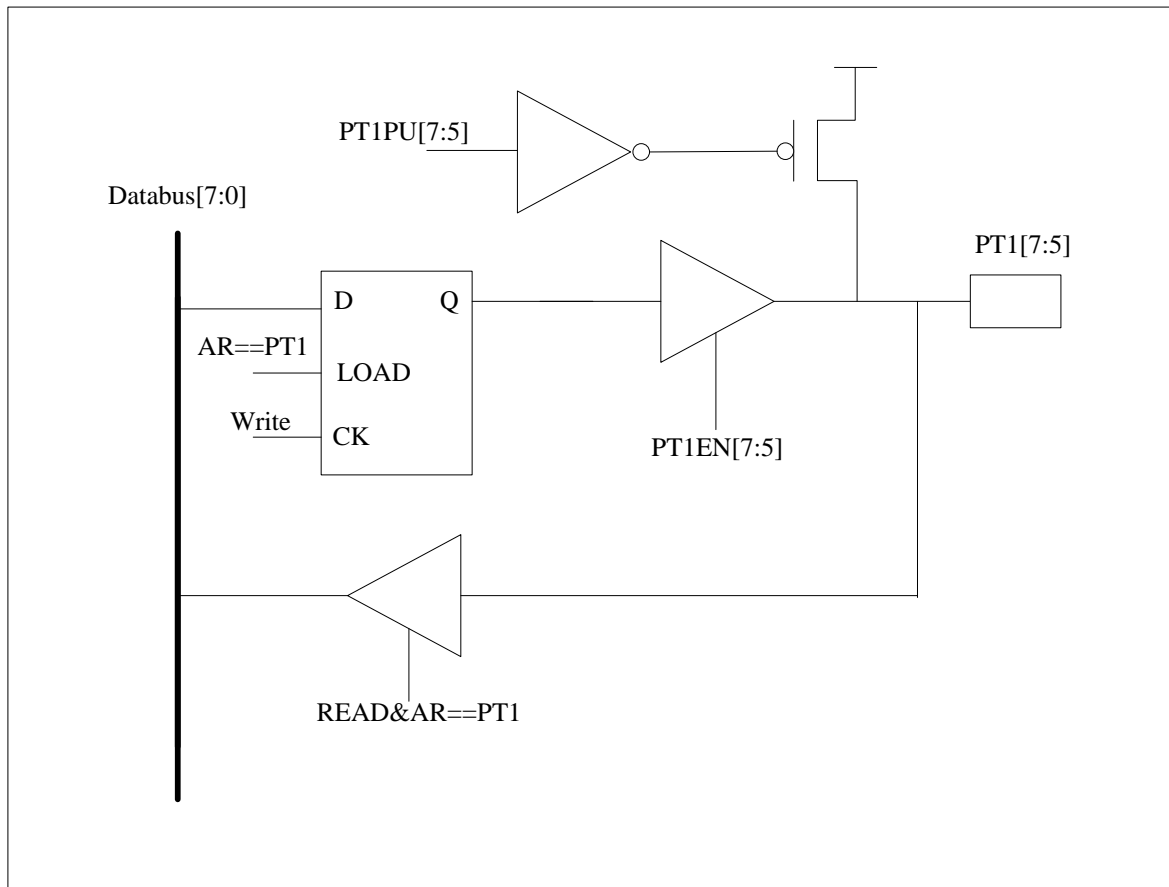 PT1PU[7:5]
Databus[7:0]
PT1[7:5]
D
Q
AR==PT1
LOAD
Write
CK
PT1EN[7:5]
READ&AR==PT1